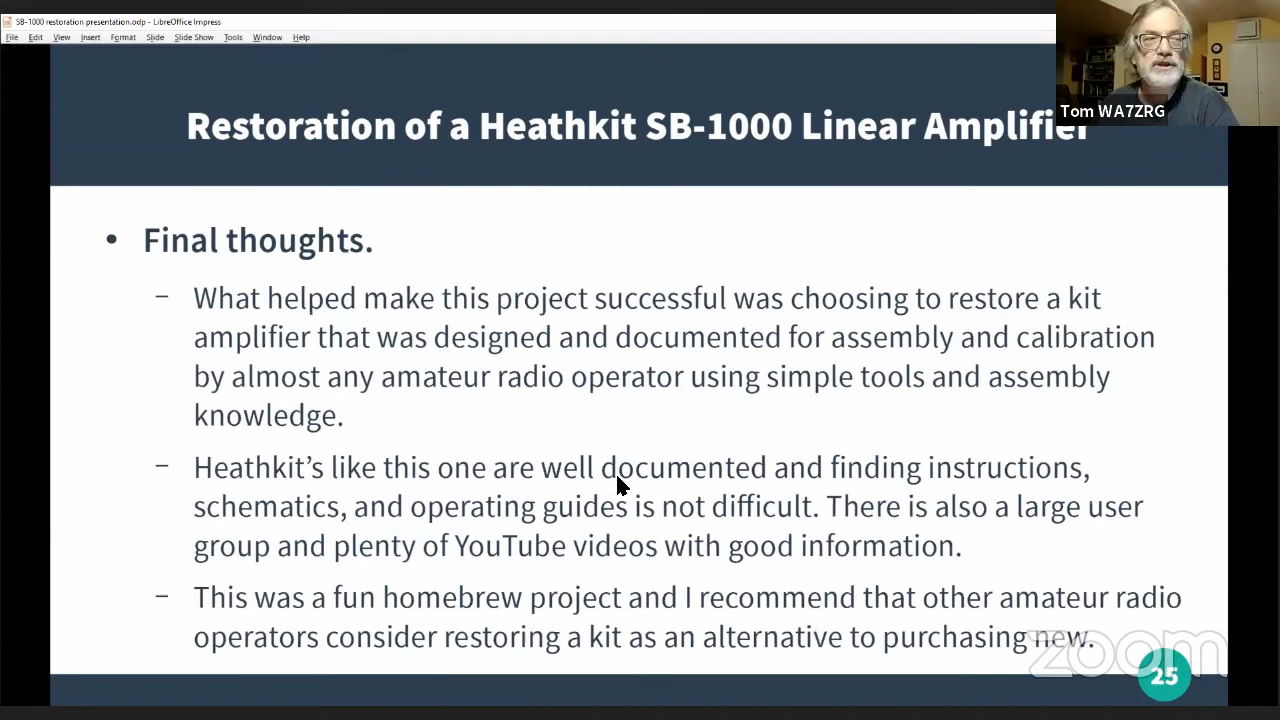 SB-1000 restoration presentation.odp - LibreOffice Impress
File Edit View Insert Format Slide Slide Show Tools Window Help
Tom WA7ZRG
Restoration of a Heathkit SB-1000 Linear Amplifier
• Final thoughts.
– What helped make this project successful was choosing to restore a kit
amplifier that was designed and documented for assembly and calibration
by almost any amateur radio operator using simple tools and assembly
knowledge.
– Heathkit’s like this one are well documented and finding instructions,
schematics, and operating guides is not difficult. There is also a large user
group and plenty of YouTube videos with good information.
– This was a fun homebrew project and I recommend that other amateur radio
operators consider restoring a kit as an alternative to purchasing new.
zoom
25